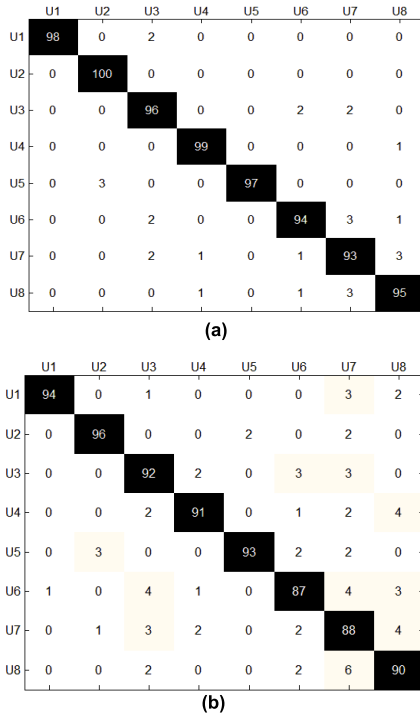 U1 U2 U3 U4 U5 U6 U7 U8
U1 98 0 2 0 0 0 0 0
U2 0 100 0 0 0 0 0 0
U3 0 0 96 0 0 2 2 0
U4 0 0 0 99 0 0 0 1
U5 0 3 0 0 97 0 0 0
U6 0 0 2 0 0 94 3 1
U7 0 0 2 1 0 1 93 3
U8 0 0 0 1 0 1 3 95
(a)
U1 U2 U3 U4 U5 U6 U7 U8
U1 94 0 1 0 0 0 3 2
U2 0 96 0 0 2 0 2 0
U3 0 0 92 2 0 3 3 0
U4 0 0 2 91 0 1 2 4
U5 0 3 0 0 93 2 2 0
U6 1 0 4 1 0 87 4 3
U7 0 1 3 2 0 2 88 4
U8 0 0 2 0 0 2 6 90
(b)